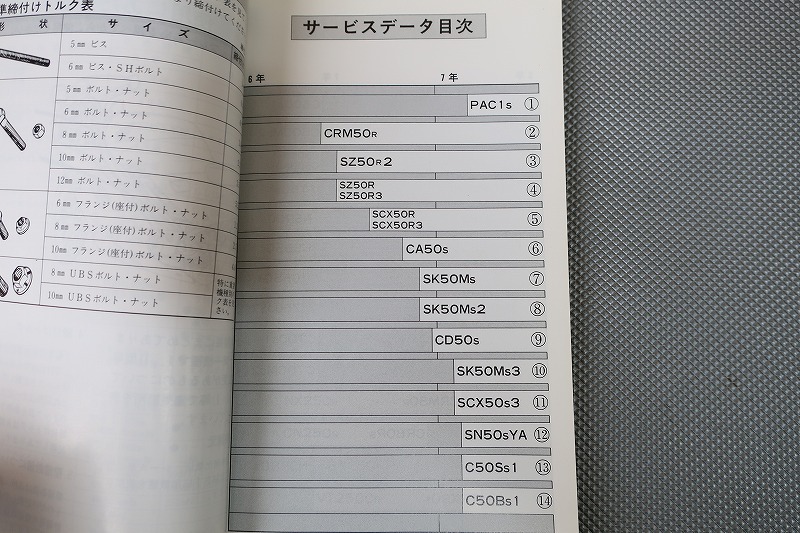 準締付けトルク表
形 状
サ イ ズ
5㎜ ビス
6㎜ ビス・SHボルト
5㎜ ボルト・ナット
6㎜ ボルト・ナット
8㎜ ボルト・ナット
10㎜ ボルト・ナット
12㎜ ボルト・ナット
6㎜ フランジ(座付)ボルト・ナット
8㎜ フランジ(座付)ボルト・ナット
10㎜ フランジ(座付)ボルト・ナット
8㎜ UBSボルト・ナット
10㎜ UBSボルト・ナット
サービスデータ目次
6年 7年
PAC1s ①
CRM50R ②
SZ50R2 ③
SZ50R
SZ50R3 ④
SCX50R
SCX50R3 ⑤
CA50s ⑥
SK50Ms ⑦
SK50Ms2 ⑧
CD50s ⑨
SK50Ms3 ⑩
SCX50s3 ⑪
SN50sYA ⑫
C50Ss1 ⑬
C50Bs1 ⑭